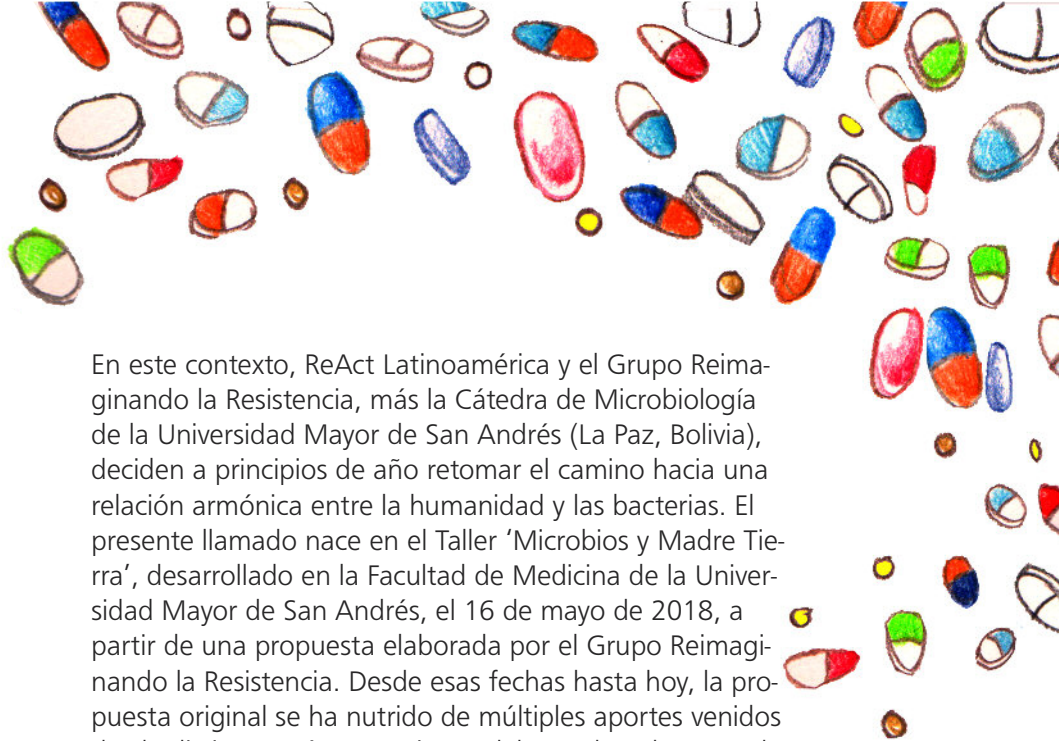 En este contexto, ReAct Latinoamérica y el Grupo Reima-
ginando la Resistencia, más la Cátedra de Microbiología
de la Universidad Mayor de San Andrés (La Paz, Bolivia),
deciden a principios de año retomar el camino hacia una
relación armónica entre la humanidad y las bacterias. El
presente llamado nace en el Taller ‘Microbios y Madre Tie-
rra’, desarrollado en la Facultad de Medicina de la Univer-
sidad Mayor de San Andrés, el 16 de mayo de 2018, a
partir de una propuesta elaborada por el Grupo Reimagi-
nando la Resistencia. Desde esas fechas hasta hoy, la pro-
puesta original se ha nutrido de múltiples aportes venidos